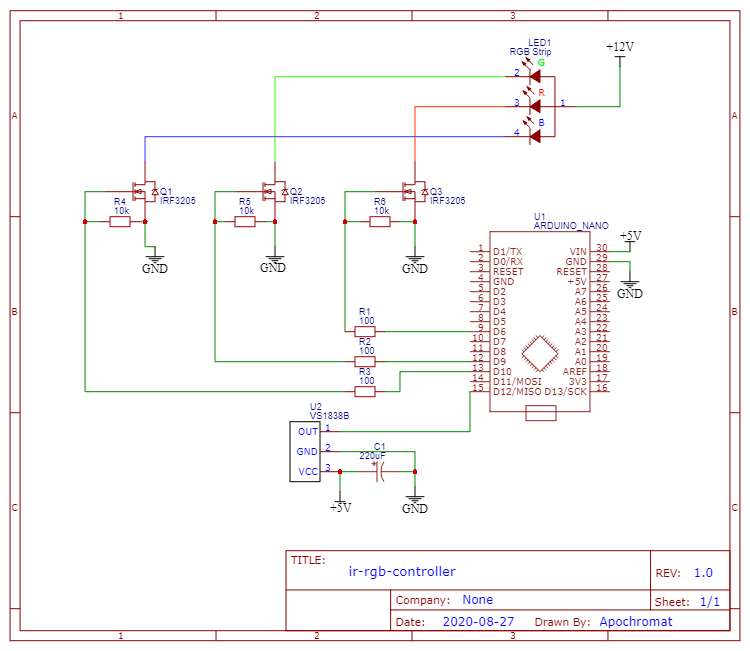 1 2 3
A A
B B
C C
LED1
RGB Strip
+12V
G
2
R
3 1
B
4
Q1
IRF3205
R4
10k
GND
Q2
IRF3205
R5
10k
GND
Q3
IRF3205
R6
10k
GND
U1
ARDUINO_NANO
+5V
GND
1 D1/TX VIN 30
2 D0/RX GND 29
3 RESET RESET 28
4 GND +5V 27
5 D2 A7 26
6 D3 A6 25
7 D4 A5 24
8 D5 A4 23
9 D6 A3 22
10 D7 A2 21
11 D8 A1 20
12 D9 A0 19
13 D10 AREF 18
14 D11/MOSI 3V3 17
15 D12/MISO D13/SCK 16
R1
100
R2
100
R3
100
U2
VS1838B
OUT 1
GND 2
VCC 3
C1
220uF
+
+5V
GND
TITLE:
ir-rgb-controller
REV: 1.0
Company: None
Sheet: 1/1
Date: 2020-08-27 Drawn By: Apochromat
1 2 3